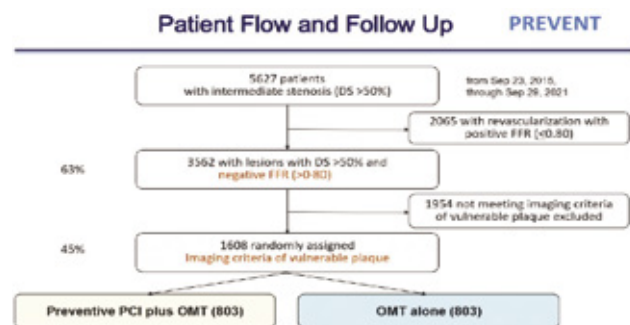 Patient Flow and Follow Up
PREVENT
5627 patients
with intermediate stenosis (DS >50%)
from Sep 23, 2015,
through Sep 29, 2021
2065 with revascularization with
positive FFR (≤0.80)
63%
3562 with lesions with DS >50% and
negative FFR (>0-80)
1954 not meeting imaging criteria
of vulnerable plaque excluded
45%
1608 randomly assigned
Imaging criteria of vulnerable plaque
Preventive PCI plus OMT (803)
OMT alone (803)